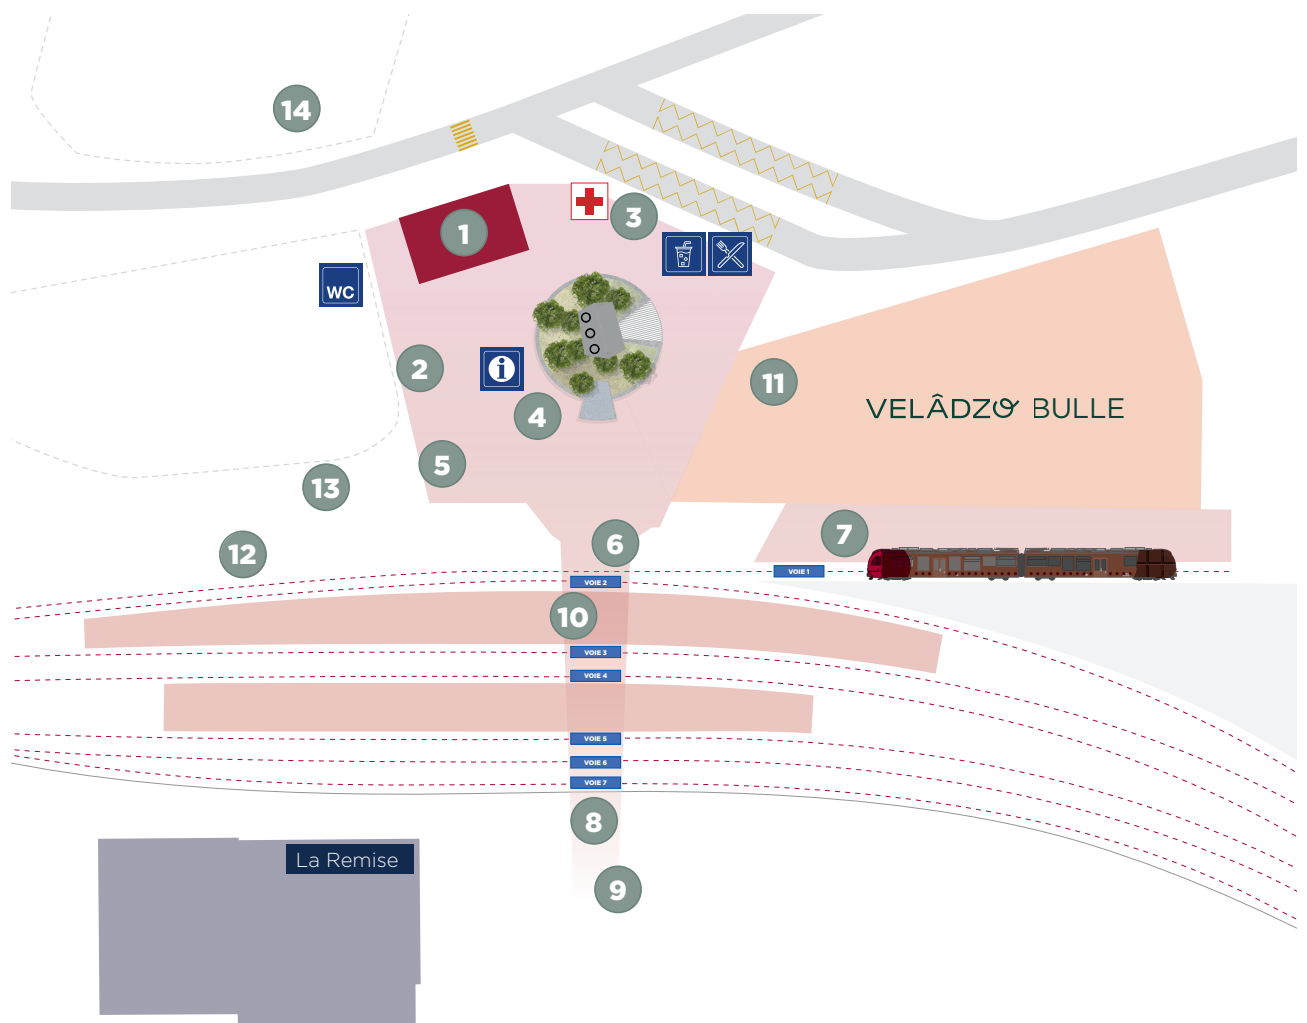 14
1
3
WC
2
i
4
11
VELÂDZO BULLE
5
13
12
6
7
VOIE 1
VOIE 2
10
VOIE 3
VOIE 4
VOIE 5
VOIE 6
VOIE 7
8
La Remise
9